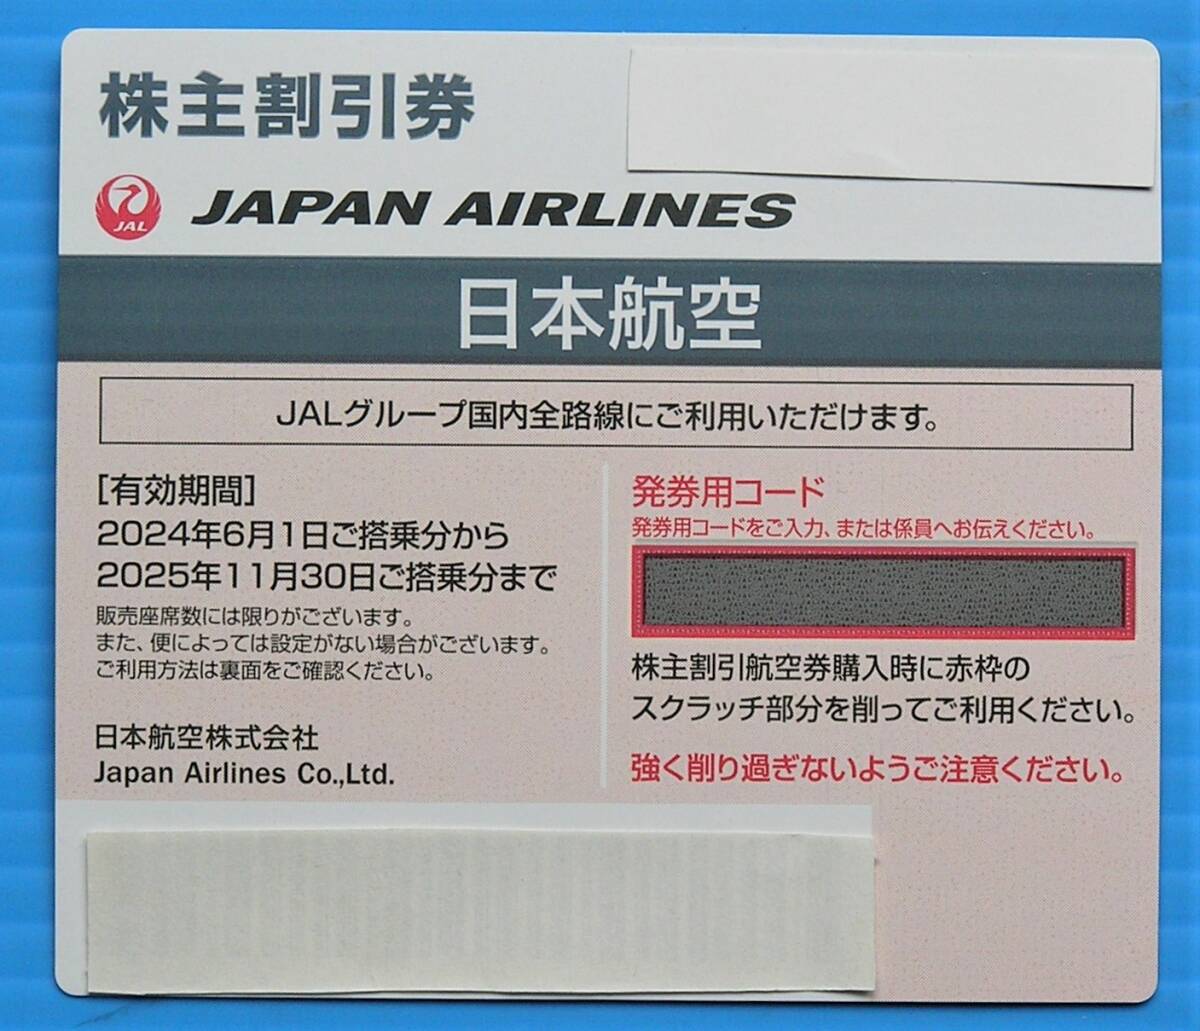 株主割引券
JAL
JAPAN AIRLINES
日本航空
JALグループ国内全路線にご利用いただけます。
[有効期間]
2024年6月1日ご搭乗分から
2025年11月30日ご搭乗分まで
販売座席数には限りがございます。
また、便によっては設定がない場合がございます。
ご利用方法は裏面をご確認ください。
日本航空株式会社
Japan Airlines Co.,Ltd.
発券用コード
発券用コードをご入力、または係員へお伝えください。
株主割引航空券購入時に赤枠の
スクラッチ部分を削ってご利用ください。
強く削り過ぎないようご注意ください。